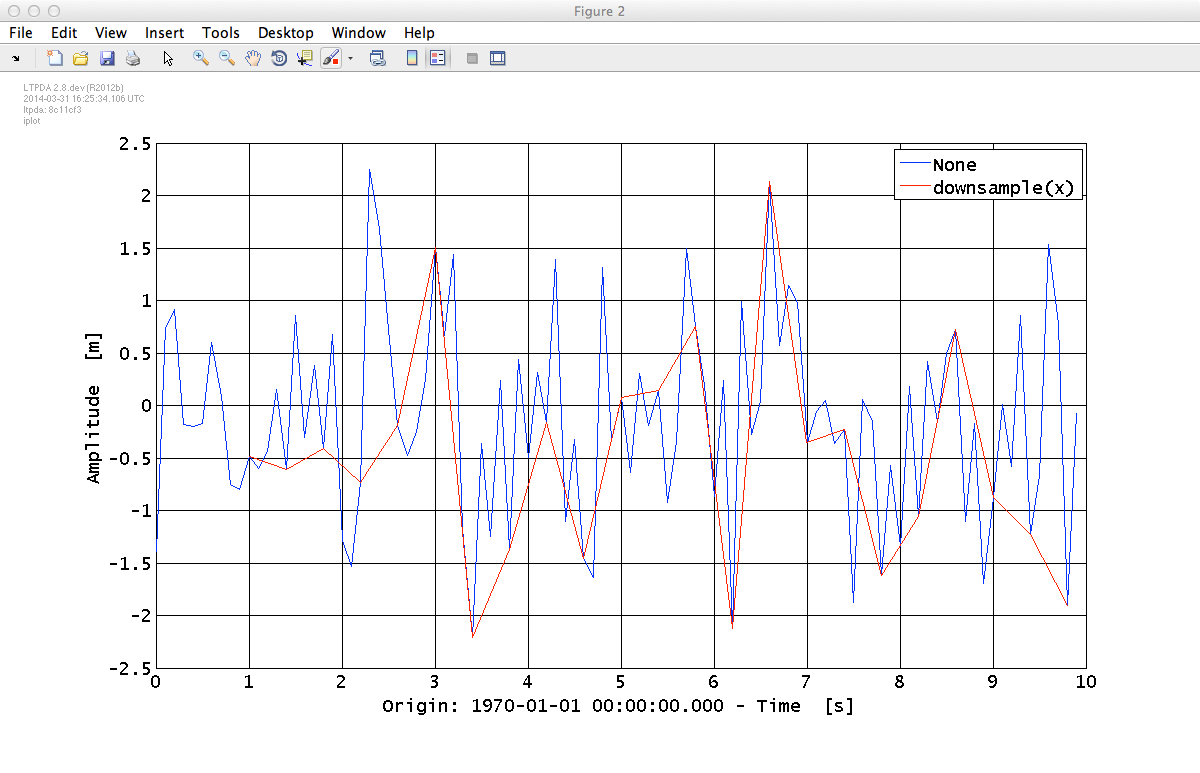 Figure 2
File Edit View Insert Tools Desktop Window Help
LTPDA 2.8.dev (R2012b)
2014-03-31 16:25:34.106 UTC
ltpda: 8c11cf3
iplot
None
downsample(x)
2.5
2
1.5
1
0.5
0
-0.5
-1
-1.5
-2
-2.5
Amplitude [m]
0 1 2 3 4 5 6 7 8 9 10
Origin: 1970-01-01 00:00:00.000 - Time [s]